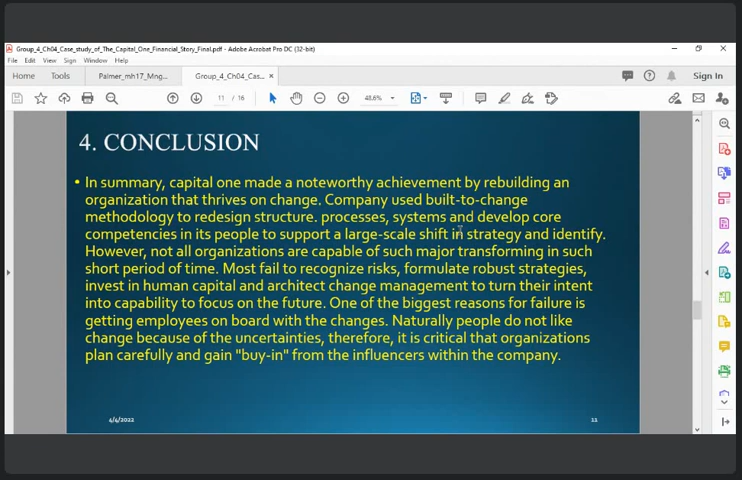 Group_4_Ch04_Case_study_of_The_Capital_One_Financial_Story_Final.pdf - Adobe Acrobat Pro DC (32-bit)
File Edit View Sign Window Help
Home Tools Palmer_mh17_Mng... Group_4_Ch04_Cas... × Sign In
11 / 16 48.6%
4. CONCLUSION
• In summary, capital one made a noteworthy achievement by rebuilding an
organization that thrives on change. Company used built-to-change
methodology to redesign structure. processes, systems and develop core
competencies in its people to support a large-scale shift in strategy and identify.
However, not all organizations are capable of such major transforming in such
short period of time. Most fail to recognize risks, formulate robust strategies,
invest in human capital and architect change management to turn their intent
into capability to focus on the future. One of the biggest reasons for failure is
getting employees on board with the changes. Naturally people do not like
change because of the uncertainties, therefore, it is critical that organizations
plan carefully and gain "buy-in" from the influencers within the company.
4/4/2022 11